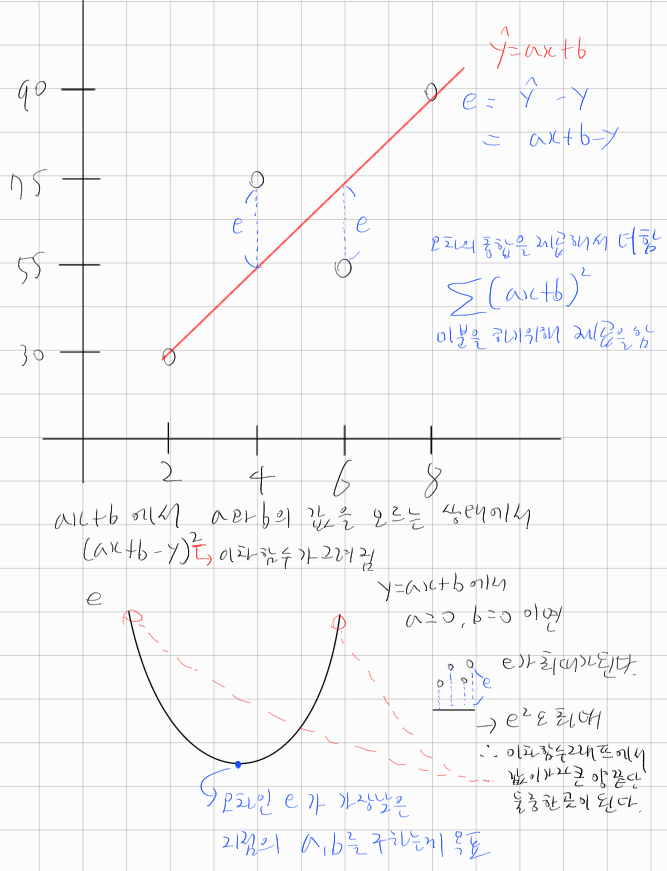 ŷ=ax+b
90
e = ŷ - y
= ax+b-y
75
e
e
오차의 총합을 제곱해서 더함
55
∑(ax+b)²
미분을 하기위해 제곱을 함
30
2 4 6 8
ax+b 에서 a와 b의 값을 모르는 상태에서
(ax+b-y)² → 이차함수가 그려짐
y=ax+b 에서
e
a=0, b=0 이면
e가 최대가 된다.
e
→ e²도 최대
∴ 이차함수 그래프에서
값이 가장 큰 양 끝단
둘중 한곳이 된다.
오차인 e가 가장낮은
지점의 a,b를 구하는게 목표